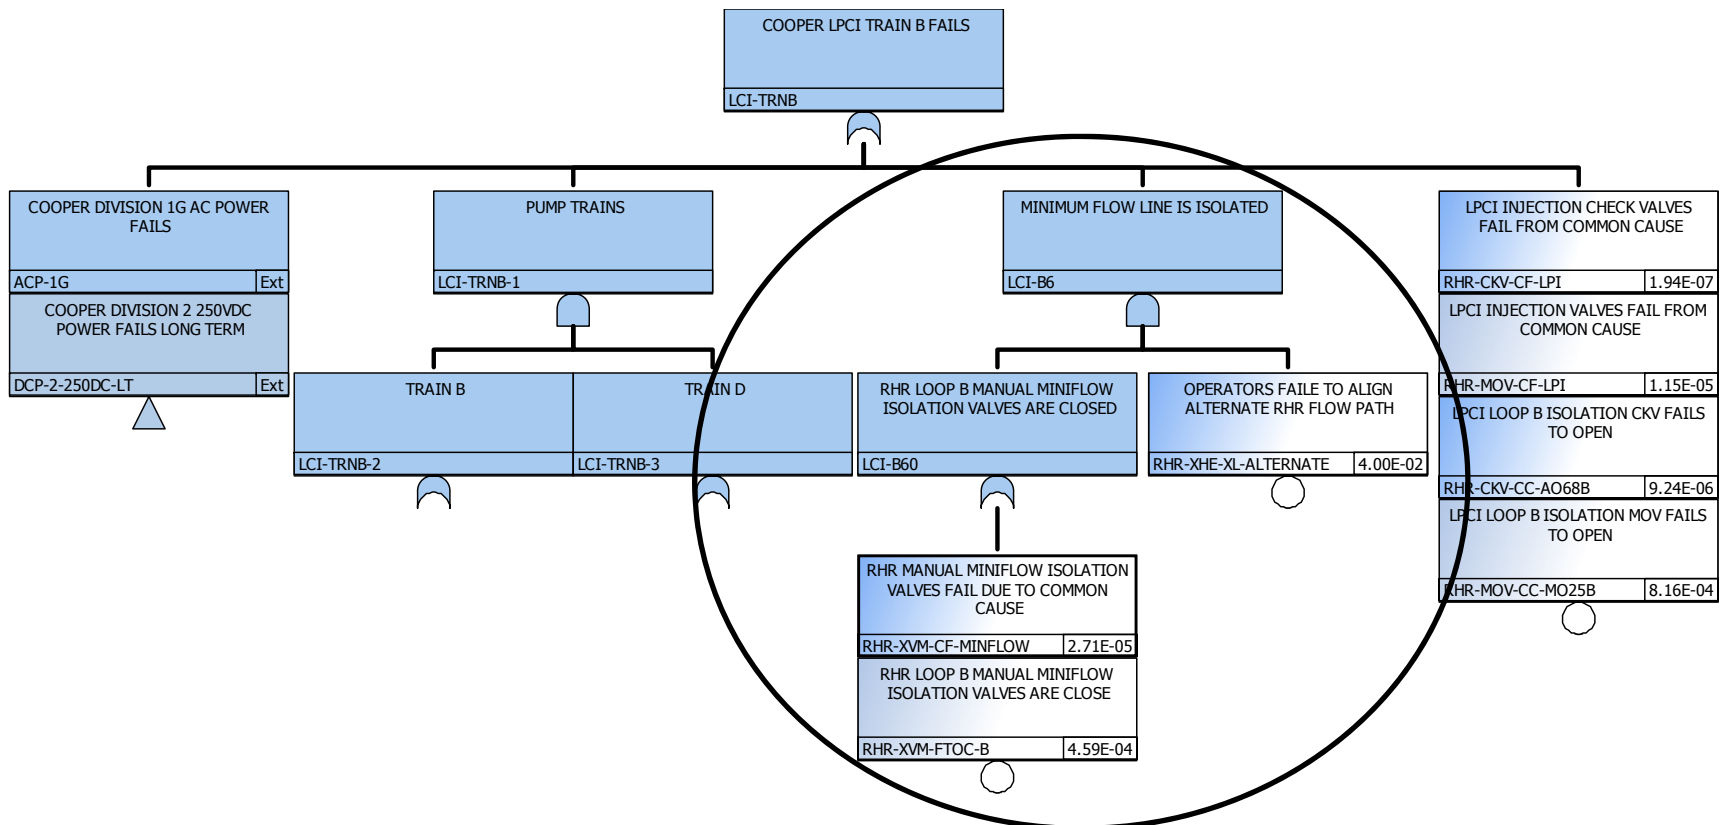 COOPER LPCI TRAIN B FAILS
LCI-TRNB
COOPER DIVISION 1G AC POWER
FAILS
ACP-1G Ext
COOPER DIVISION 2 250VDC
POWER FAILS LONG TERM
DCP-2-250DC-LT Ext
PUMP TRAINS
LCI-TRNB-1
TRAIN B
LCI-TRNB-2
TRAIN D
LCI-TRNB-3
MINIMUM FLOW LINE IS ISOLATED
LCI-B6
RHR LOOP B MANUAL MINIFLOW
ISOLATION VALVES ARE CLOSED
LCI-B60
RHR MANUAL MINIFLOW ISOLATION
VALVES FAIL DUE TO COMMON
CAUSE
RHR-XVM-CF-MINFLOW 2.71E-05
RHR LOOP B MANUAL MINIFLOW
ISOLATION VALVES ARE CLOSE
RHR-XVM-FTOC-B 4.59E-04
OPERATORS FAILE TO ALIGN
ALTERNATE RHR FLOW PATH
RHR-XHE-XL-ALTERNATE 4.00E-02
LPCI INJECTION CHECK VALVES
FAIL FROM COMMON CAUSE
RHR-CKV-CF-LPI 1.94E-07
LPCI INJECTION VALVES FAIL FROM
COMMON CAUSE
RHR-MOV-CF-LPI 1.15E-05
LPCI LOOP B ISOLATION CKV FAILS
TO OPEN
RHR-CKV-CC-AO68B 9.24E-06
LPCI LOOP B ISOLATION MOV FAILS
TO OPEN
RHR-MOV-CC-MO25B 8.16E-04